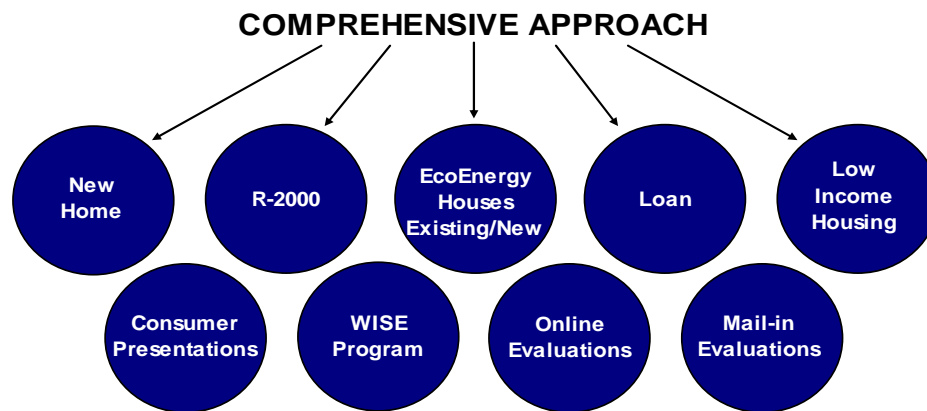 COMPREHENSIVE APPROACH
New
Home
R-2000
EcoEnergy
Houses
Existing/New
Loan
Low
Income
Housing
Consumer
Presentations
WISE
Program
Online
Evaluations
Mail-in
Evaluations